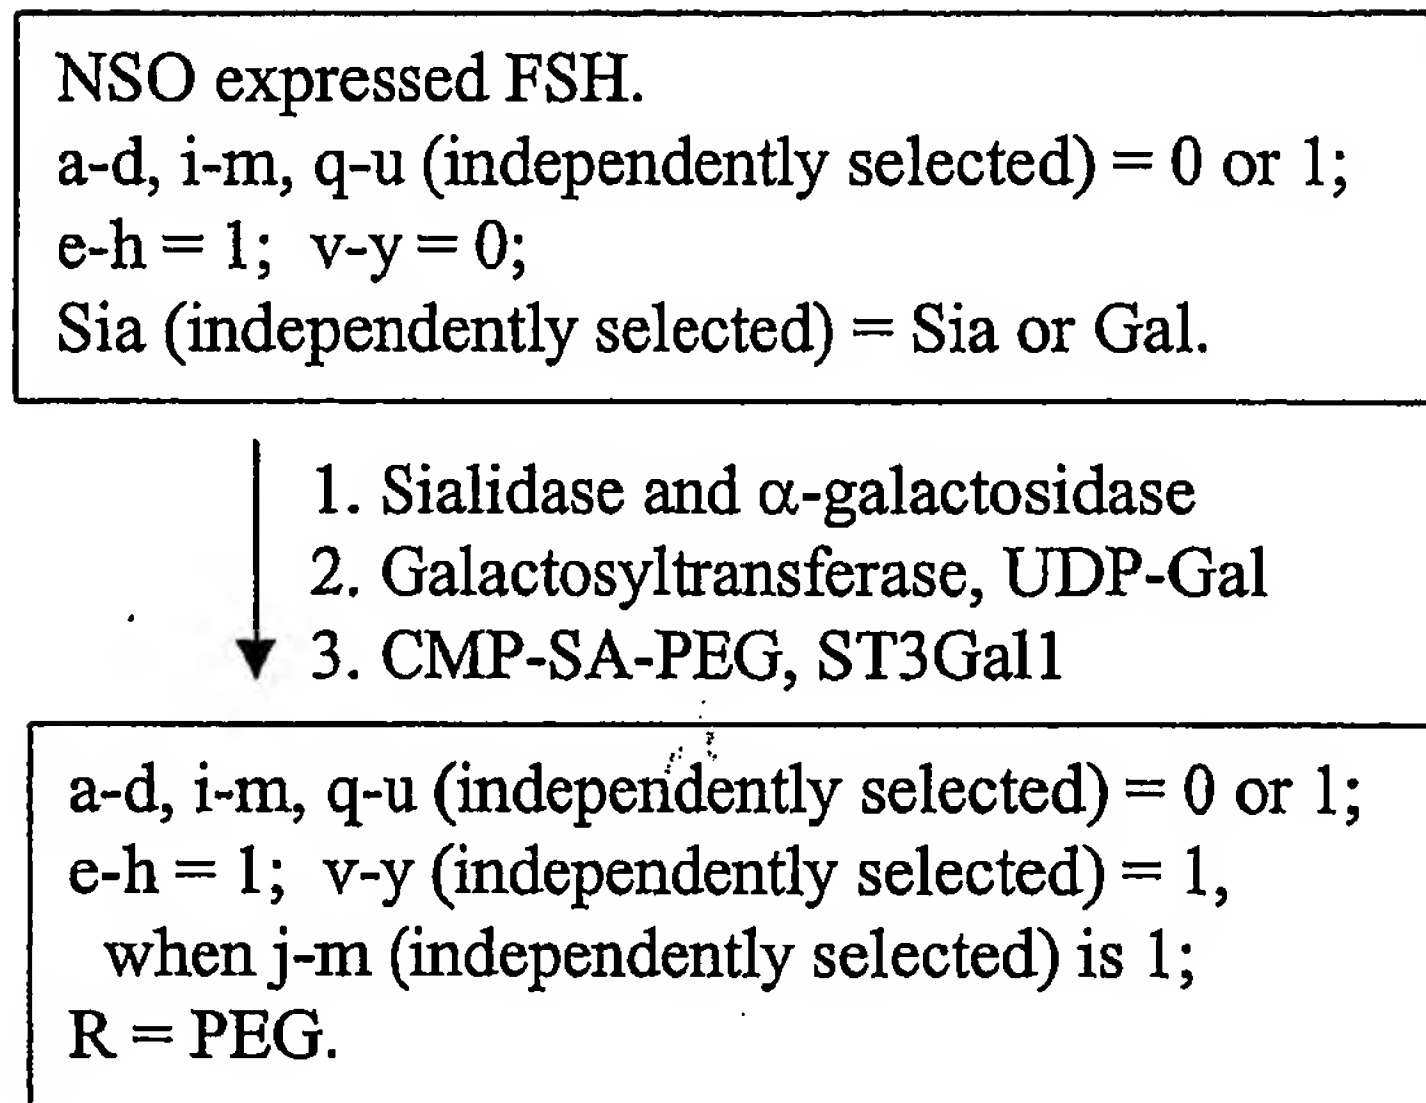 NSO expressed FSH.
a-d, i-m, q-u (independently selected) = 0 or 1;
e-h = 1; v-y = 0;
Sia (independently selected) = Sia or Gal.
1. Sialidase and α-galactosidase
2. Galactosyltransferase, UDP-Gal
3. CMP-SA-PEG, ST3Gal1
a-d, i-m, q-u (independently selected) = 0 or 1;
e-h = 1; v-y (independently selected) = 1,
when j-m (independently selected) is 1;
R = PEG.